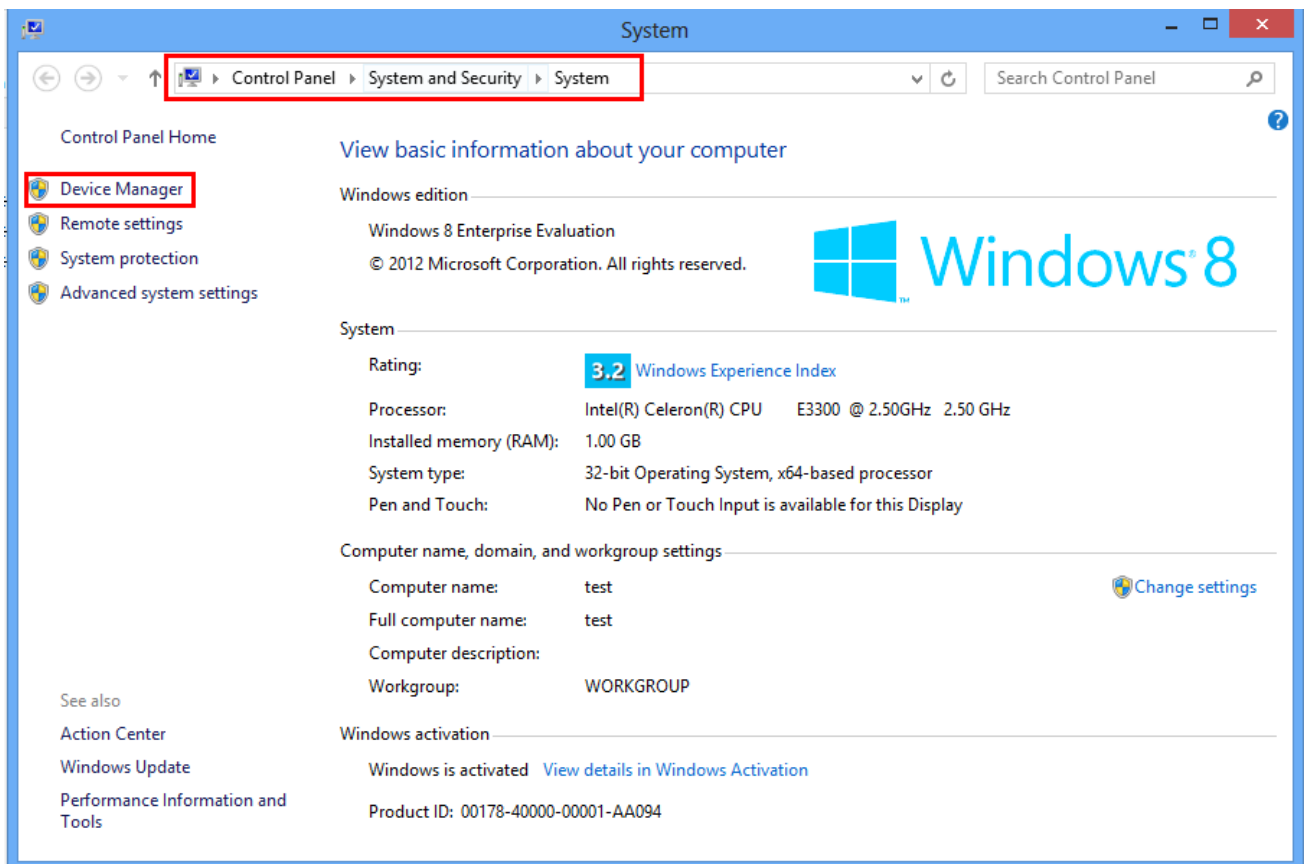 System
Control Panel ▸ System and Security ▸ System
Search Control Panel
Control Panel Home
Device Manager
Remote settings
System protection
Advanced system settings
See also
Action Center
Windows Update
Performance Information and
Tools
View basic information about your computer
Windows edition
Windows 8 Enterprise Evaluation
© 2012 Microsoft Corporation. All rights reserved.
Windows® 8
™
System
Rating: 3.2 Windows Experience Index
Processor: Intel(R) Celeron(R) CPU E3300 @ 2.50GHz 2.50 GHz
Installed memory (RAM): 1.00 GB
System type: 32-bit Operating System, x64-based processor
Pen and Touch: No Pen or Touch Input is available for this Display
Computer name, domain, and workgroup settings
Computer name: test
Change settings
Full computer name: test
Computer description:
Workgroup: WORKGROUP
Windows activation
Windows is activated View details in Windows Activation
Product ID: 00178-40000-00001-AA094